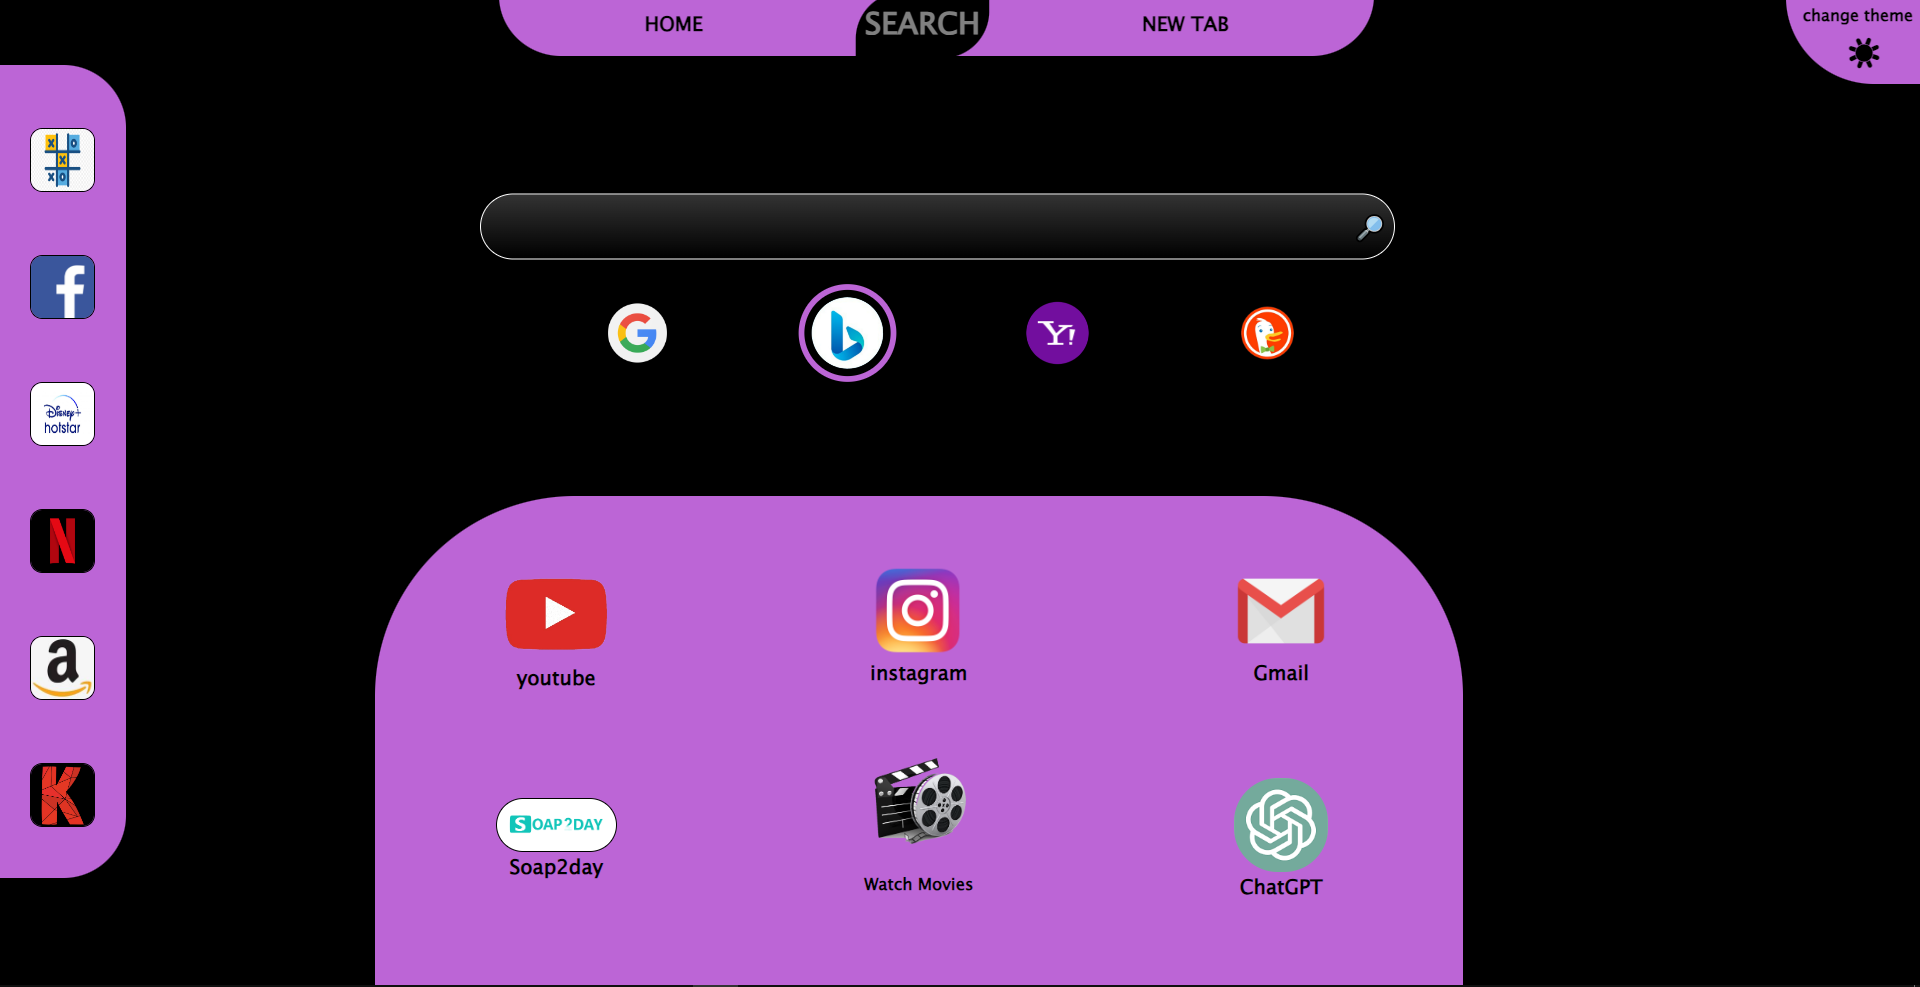 HOME
SEARCH
NEW TAB
change theme
X O
X
X O
f
Disney+
hotstar
N
a
K
G
b
Y!
youtube
instagram
Gmail
SOAP2DAY
Soap2day
Watch Movies
ChatGPT